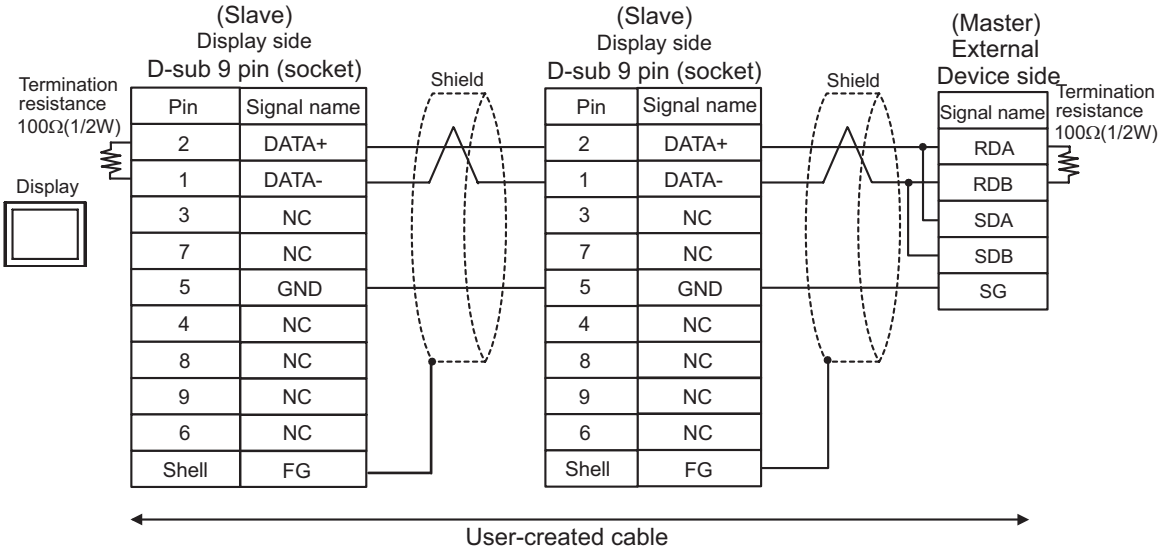 (Slave)
Display side
D-sub 9 pin (socket)
Termination
resistance
100Ω(1/2W)
Display
Pin Signal name
2 DATA+
1 DATA-
3 NC
7 NC
5 GND
4 NC
8 NC
9 NC
6 NC
Shell FG
Shield
(Slave)
Display side
D-sub 9 pin (socket)
Pin Signal name
2 DATA+
1 DATA-
3 NC
7 NC
5 GND
4 NC
8 NC
9 NC
6 NC
Shell FG
Shield
(Master)
External
Device side
Signal name
RDA
RDB
SDA
SDB
SG
Termination
resistance
100Ω(1/2W)
User-created cable